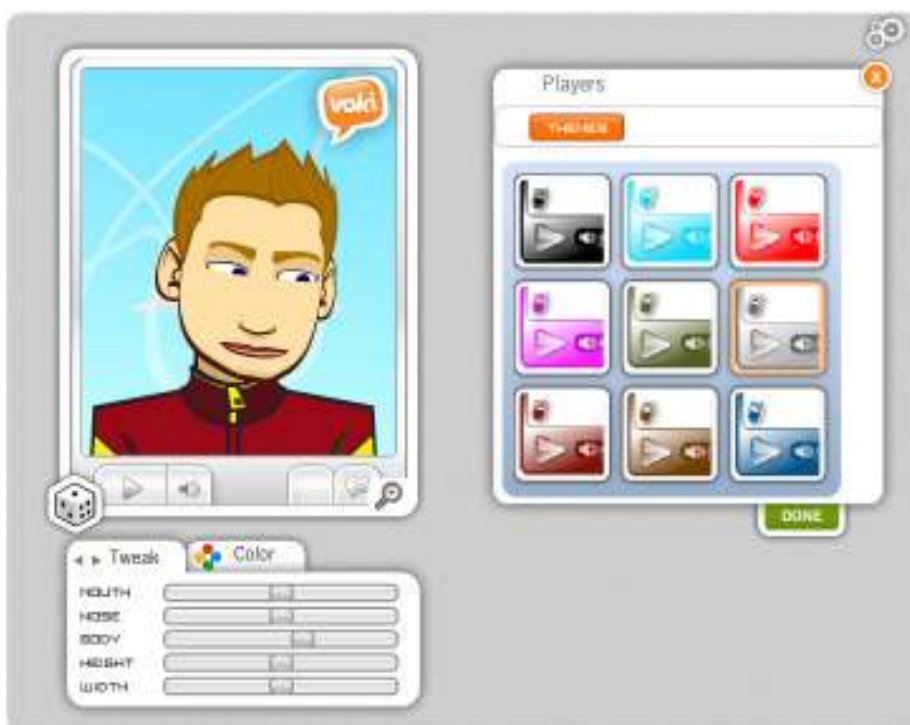 voki
Players
X
THEMES
Tweak
Color
MOUTH
NOSE
BODY
HEIGHT
WIDTH
DONE